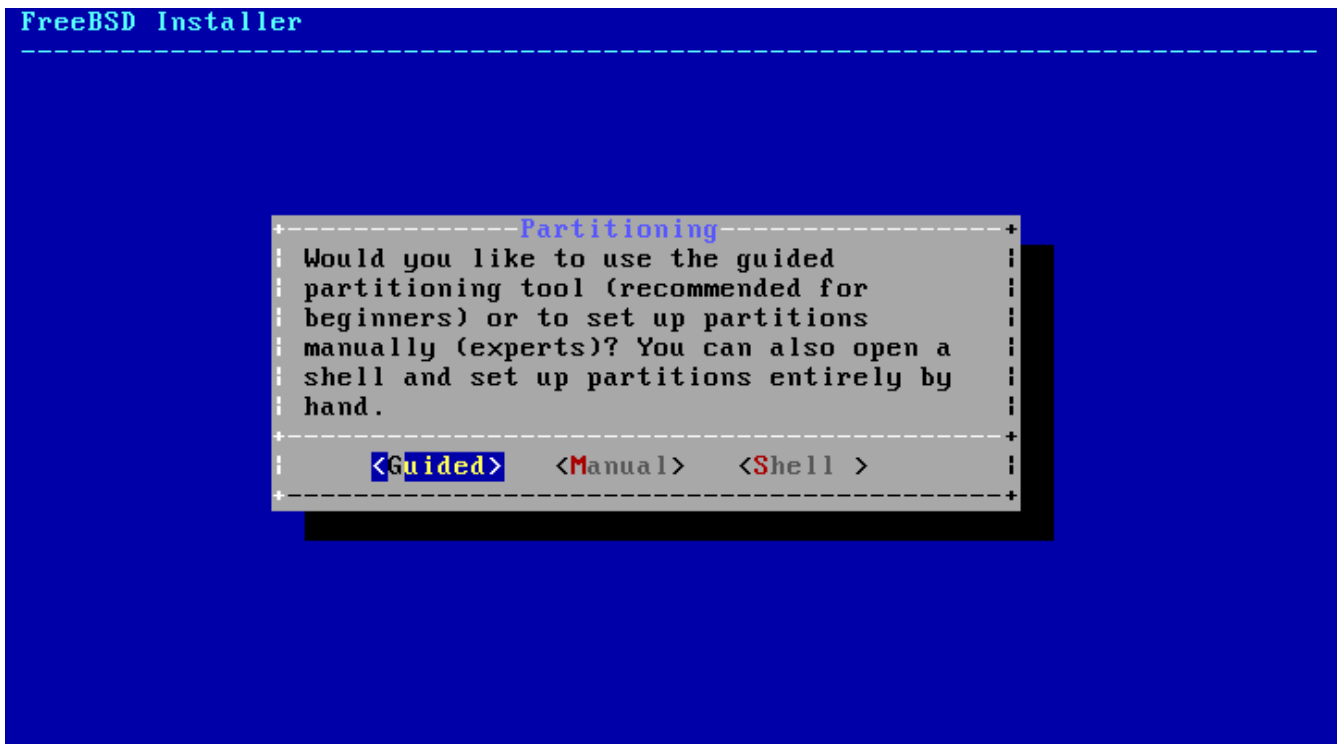 FreeBSD Installer
Partitioning
Would you like to use the guided
partitioning tool (recommended for
beginners) or to set up partitions
manually (experts)? You can also open a
shell and set up partitions entirely by
hand.
<Guided> <Manual> <Shell >